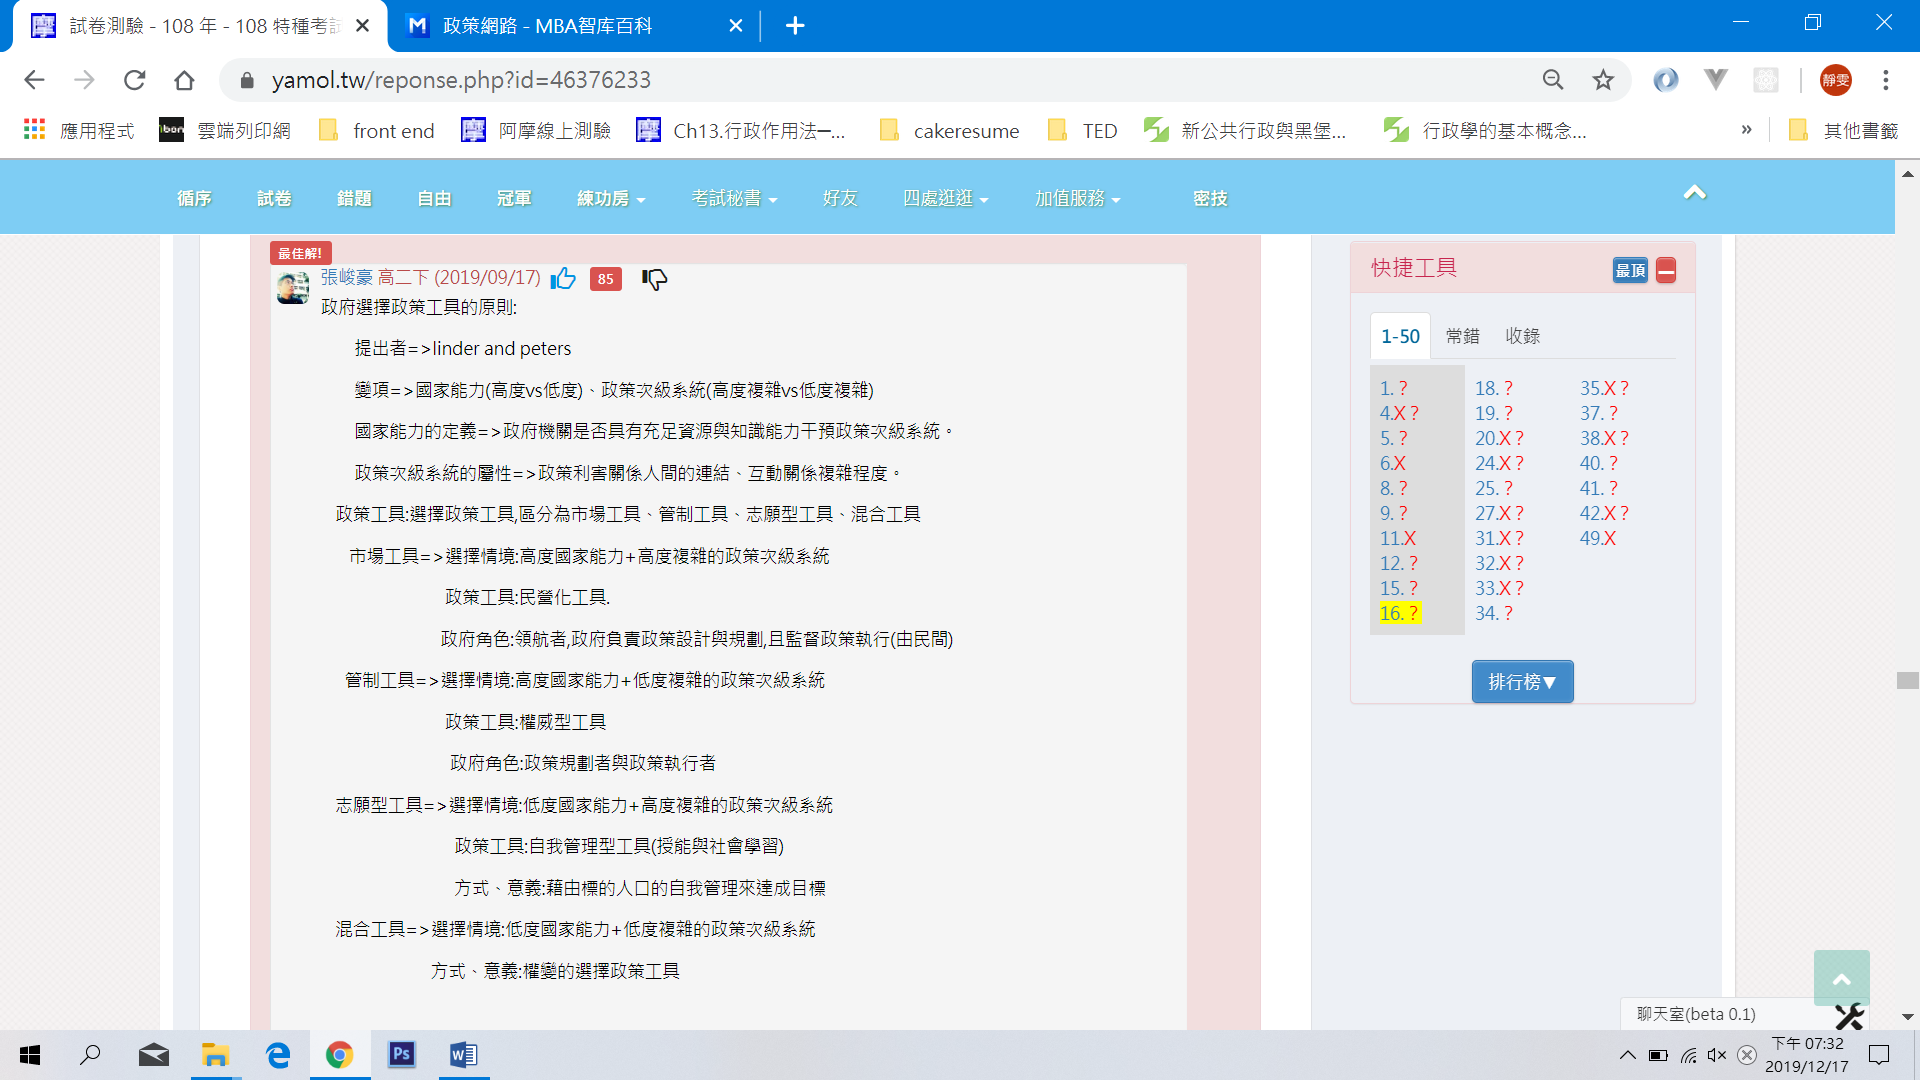 試卷測驗 - 108 年 - 108 特種考試
政策網路 - MBA智库百科
yamol.tw/reponse.php?id=46376233
靜雯
應用程式
ibon
雲端列印網
front end
阿摩線上測驗
Ch13.行政作用法─...
cakeresume
TED
新公共行政與黑堡...
行政學的基本概念...
»
其他書籤
循序
試卷
錯題
自由
冠軍
練功房
考試秘書
好友
四處逛逛
加值服務
密技
最佳解!
張峻豪 高二下 (2019/09/17) 85
政府選擇政策工具的原則:
提出者=>linder and peters
變項=>國家能力(高度vs低度)、政策次級系統(高度複雜vs低度複雜)
國家能力的定義=>政府機關是否具有充足資源與知識能力干預政策次級系統。
政策次級系統的屬性=>政策利害關係人間的連結、互動關係複雜程度。
政策工具:選擇政策工具,區分為市場工具、管制工具、志願型工具、混合工具
市場工具=>選擇情境:高度國家能力+高度複雜的政策次級系統
政策工具:民營化工具.
政府角色:領航者,政府負責政策設計與規劃,且監督政策執行(由民間)
管制工具=>選擇情境:高度國家能力+低度複雜的政策次級系統
政策工具:權威型工具
政府角色:政策規劃者與政策執行者
志願型工具=>選擇情境:低度國家能力+高度複雜的政策次級系統
政策工具:自我管理型工具(授能與社會學習)
方式、意義:藉由標的人口的自我管理來達成目標
混合工具=>選擇情境:低度國家能力+低度複雜的政策次級系統
方式、意義:權變的選擇政策工具
快捷工具
最頂
1-50
常錯
收錄
1. ?
4.X ?
5. ?
6.X
8. ?
9. ?
11.X
12. ?
15. ?
16. ?
18. ?
19. ?
20.X ?
24.X ?
25. ?
27.X ?
31.X ?
32.X ?
33.X ?
34. ?
35.X ?
37. ?
38.X ?
40. ?
41. ?
42.X ?
49.X
排行榜▼
聊天室(beta 0.1)
Ps
下午 07:32
2019/12/17